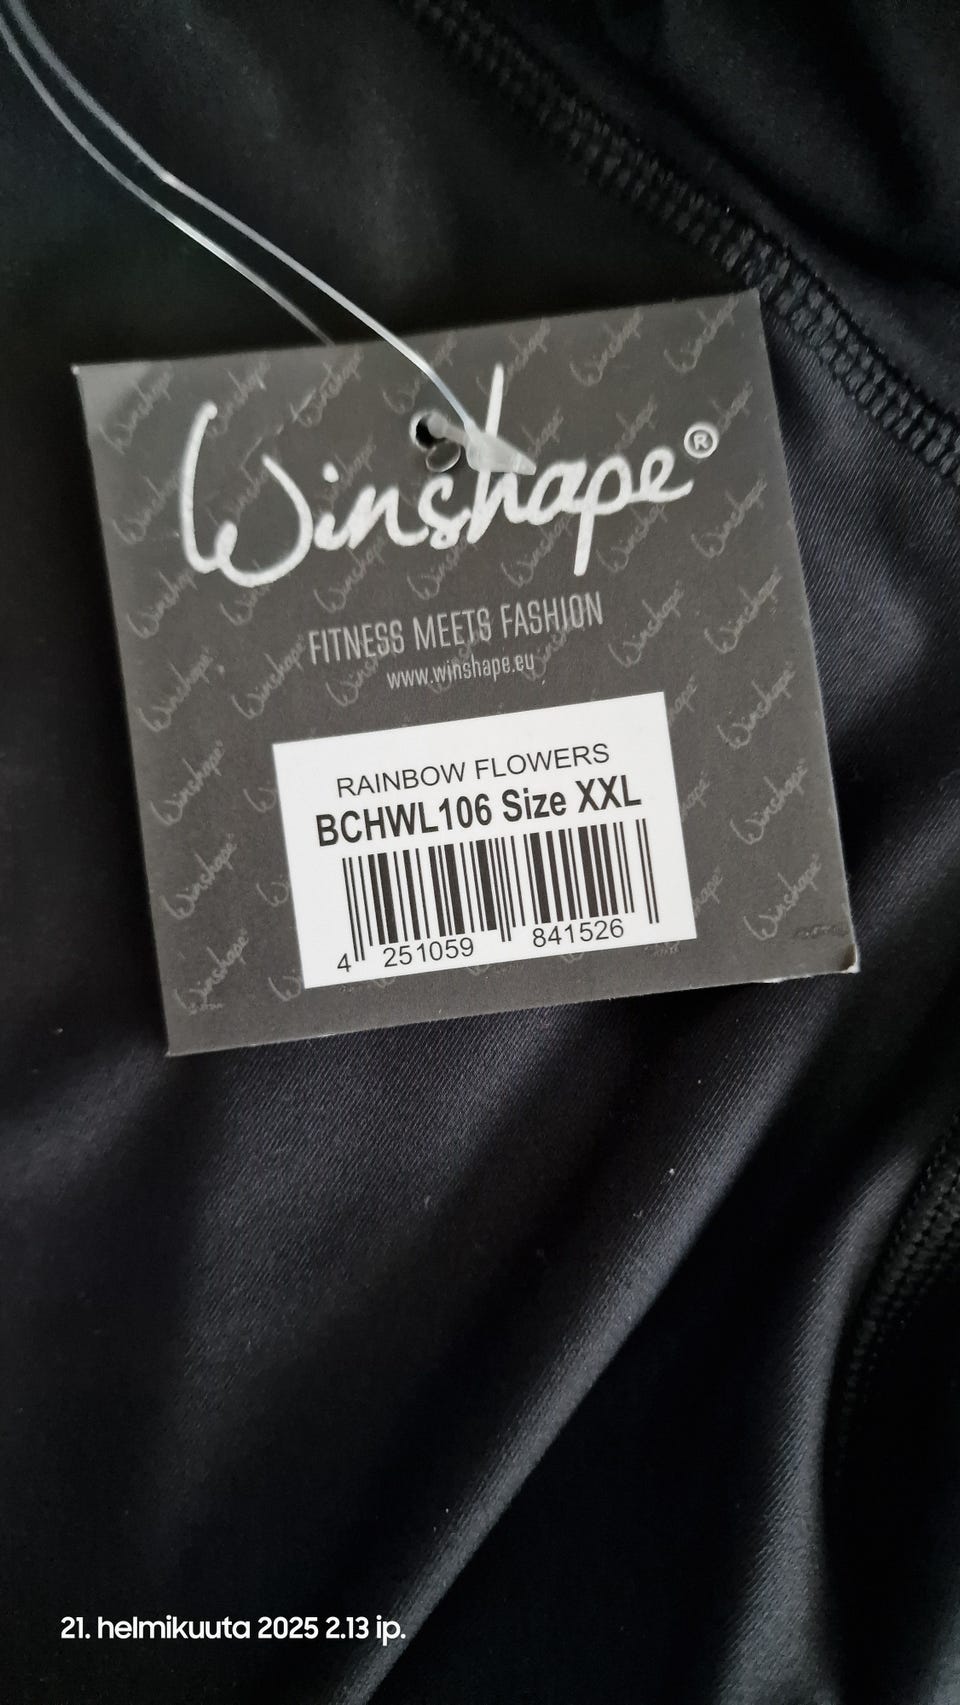 Winshape®
FITNESS MEETS FASHION
www.winshape.eu
RAINBOW FLOWERS
BCHWL106 Size XXL
4 251059 841526
21. helmikuuta 2025 2.13 ip.